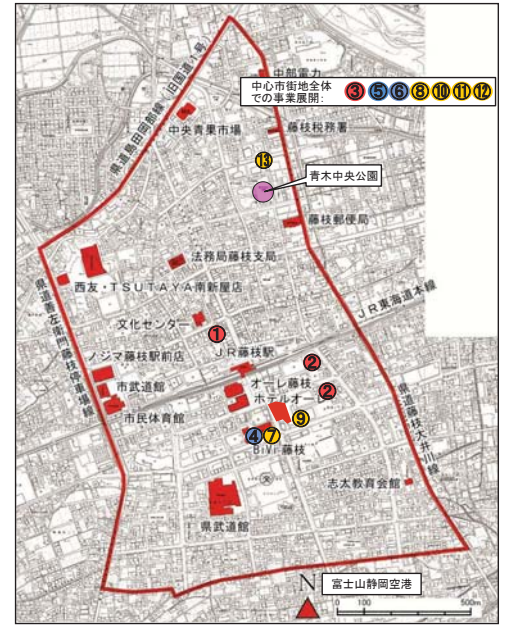 県道島田岡部線(旧国道1号)
中部電力
中心市街地全体
での事業展開: ③⑤⑥⑧⑩⑪⑫
中央青果市場
藤枝税務署
⑬
青木中央公園
藤枝郵便局
法務局藤枝支局
西友・TSUTAYA南新屋店
県道善左衛門藤枝停車場線
文化センター
①
JR東海道本線
ノジマ藤枝駅前店
JR藤枝駅
②
市武道館
オーレ藤枝
②
ホテルオーレ
市民体育館
⑨
④⑦
BiVi藤枝
県道藤枝大井川線
文
志太教育会館
県武道館
N
富士山静岡空港
0 100 500m